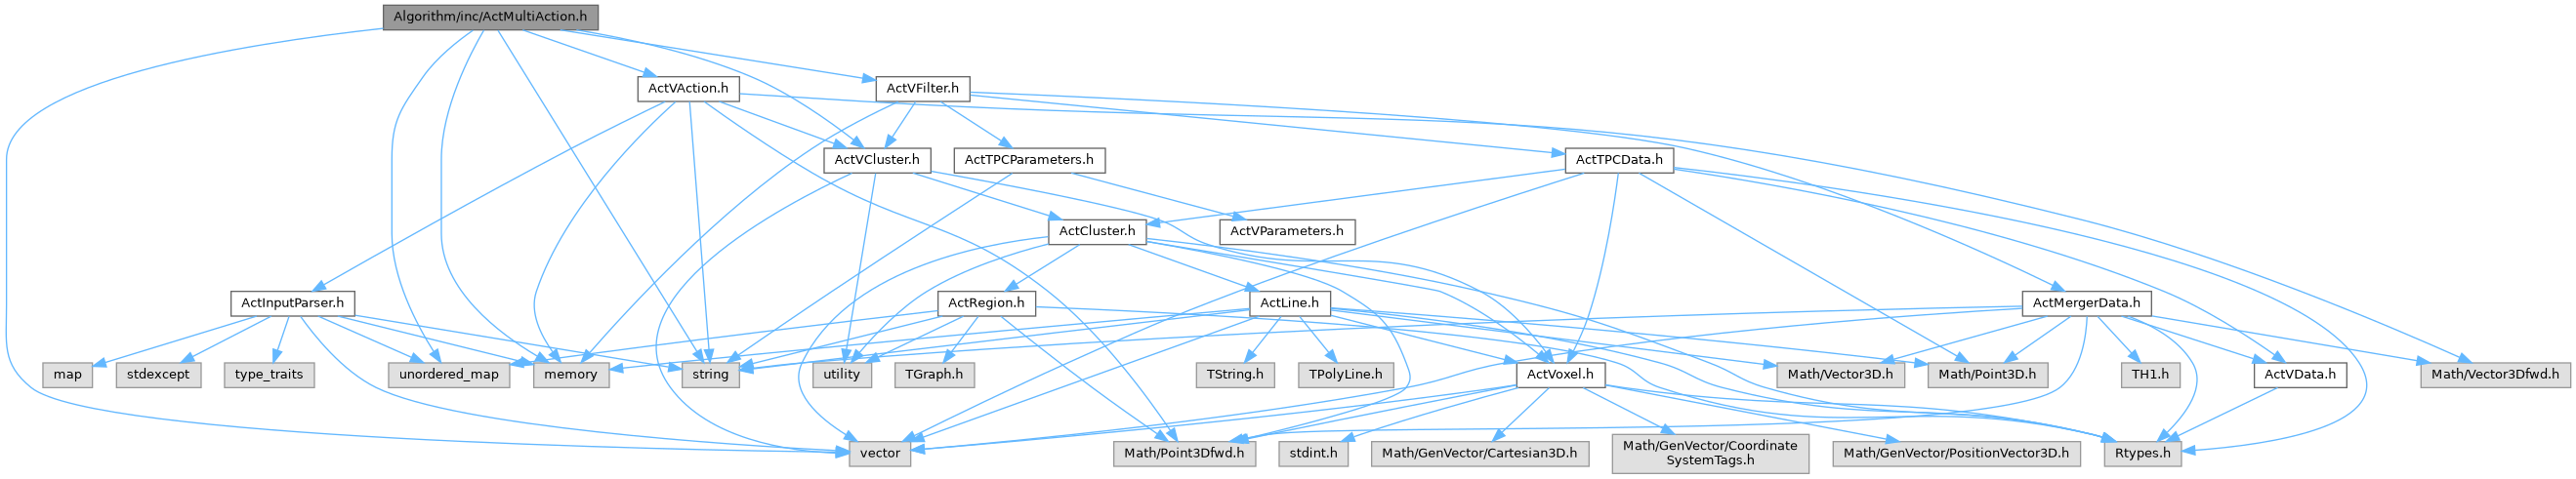 Algorithm/inc/ActMultiAction.h
ActVAction.h
ActVFilter.h
ActVCluster.h
ActTPCParameters.h
ActTPCData.h
ActCluster.h
ActVParameters.h
ActInputParser.h
ActRegion.h
ActLine.h
ActMergerData.h
map
stdexcept
type_traits
unordered_map
memory
string
utility
TGraph.h
TString.h
TPolyLine.h
ActVoxel.h
Math/Vector3D.h
Math/Point3D.h
TH1.h
ActVData.h
Math/Vector3Dfwd.h
vector
Math/Point3Dfwd.h
stdint.h
Math/GenVector/Cartesian3D.h
Math/GenVector/Coordinate
SystemTags.h
Math/GenVector/PositionVector3D.h
Rtypes.h